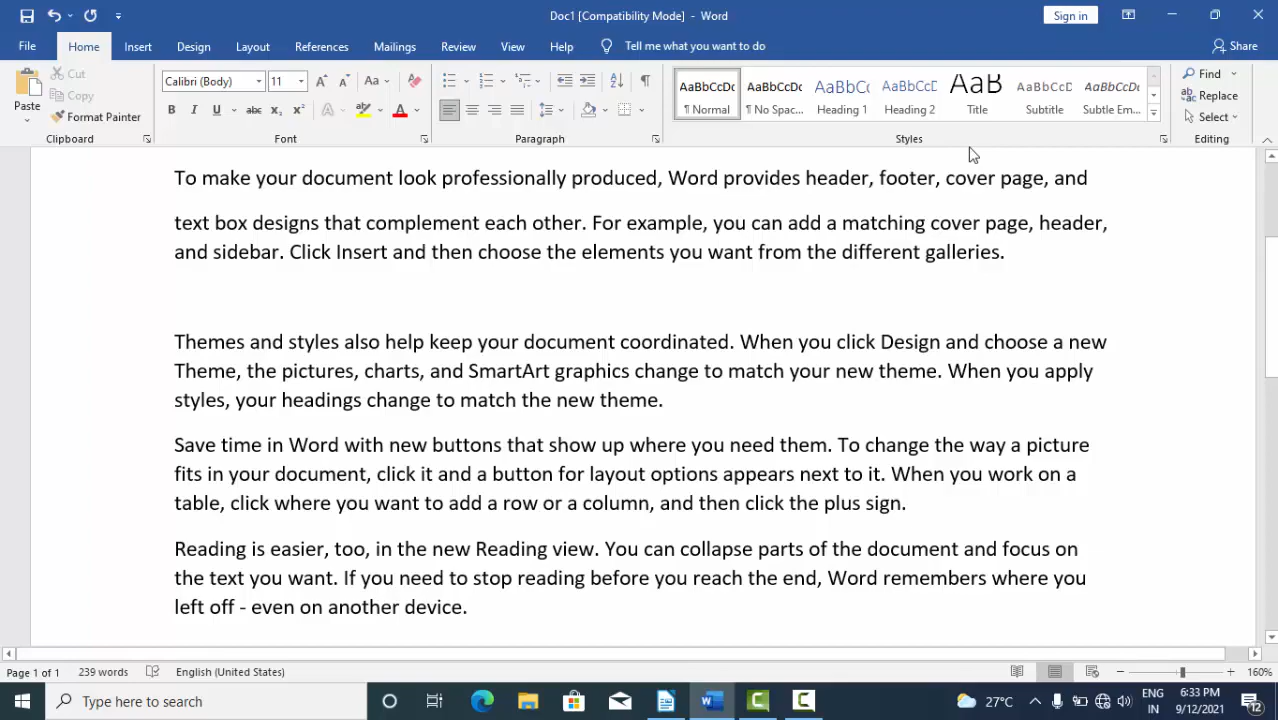 Doc1 [Compatibility Mode] - Word
Sign in
File Home Insert Design Layout References Mailings Review View Help Tell me what you want to do Share
Paste
Cut
Copy
Format Painter
Clipboard
Calibri (Body) 11
Aa
B I U abc X2 X2 A A
Font
Paragraph
AaBbCcDc AaBbCcDc AaBbCc AaBbCcD AaB AaBbCcD AaBbCcDc
¶ Normal ¶ No Spac... Heading 1 Heading 2 Title Subtitle Subtle Em...
Styles
Find
Replace
Select
Editing
To make your document look professionally produced, Word provides header, footer, cover page, and
text box designs that complement each other. For example, you can add a matching cover page, header,
and sidebar. Click Insert and then choose the elements you want from the different galleries.
Themes and styles also help keep your document coordinated. When you click Design and choose a new
Theme, the pictures, charts, and SmartArt graphics change to match your new theme. When you apply
styles, your headings change to match the new theme.
Save time in Word with new buttons that show up where you need them. To change the way a picture
fits in your document, click it and a button for layout options appears next to it. When you work on a
table, click where you want to add a row or a column, and then click the plus sign.
Reading is easier, too, in the new Reading view. You can collapse parts of the document and focus on
the text you want. If you need to stop reading before you reach the end, Word remembers where you
left off - even on another device.
Page 1 of 1 239 words English (United States) 160%
Type here to search
27°C
ENG
IN
6:33 PM
9/12/2021
12